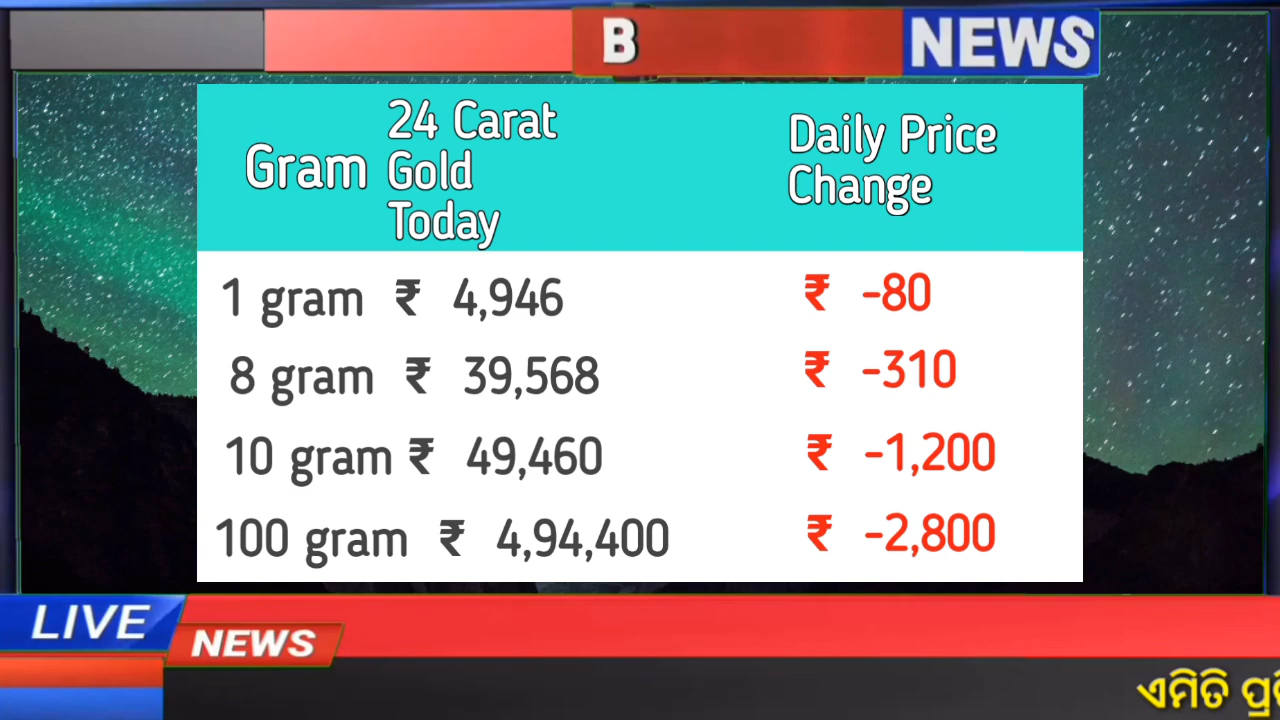 B NEWS
Gram 24 Carat Gold Today Daily Price Change
1 gram ₹ 4,946 ₹ -80
8 gram ₹ 39,568 ₹ -310
10 gram ₹ 49,460 ₹ -1,200
100 gram ₹ 4,94,400 ₹ -2,800
LIVE
NEWS
ଏମିତି